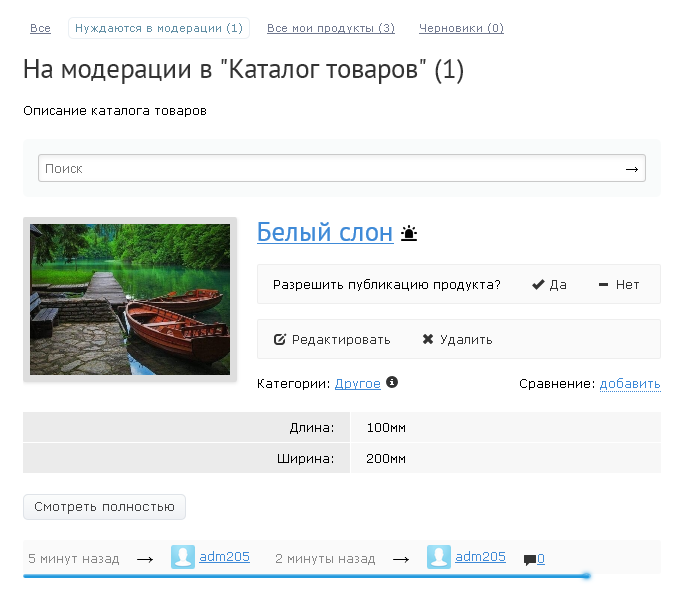 Все Нуждаются в модерации (1) Все мои продукты (3) Черновики (0)
На модерации в "Каталог товаров" (1)
Описание каталога товаров
Поиск →
Белый слон
Разрешить публикацию продукта? Да Нет
Редактировать Удалить
Категории: Другое Сравнение: добавить
Длина: 100мм
Ширина: 200мм
Смотреть полностью
5 минут назад → adm205 2 минуты назад → adm205 0